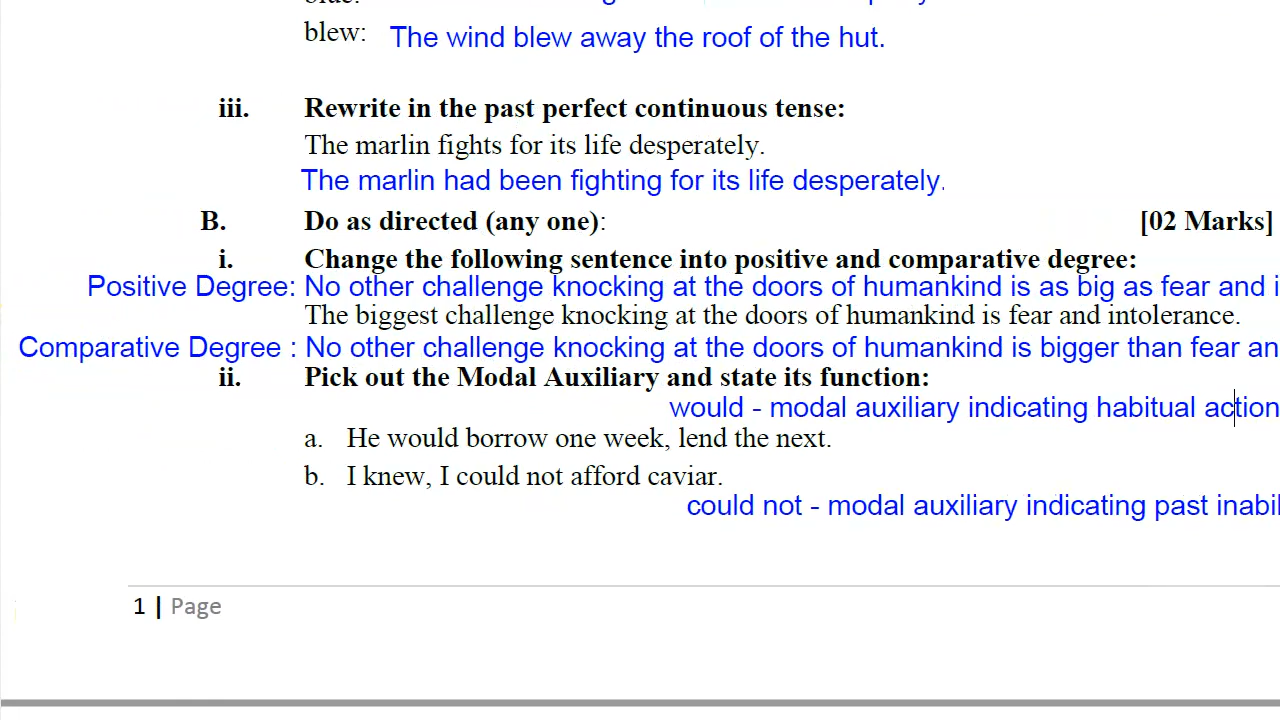 blew: The wind blew away the roof of the hut.
iii. Rewrite in the past perfect continuous tense:
The marlin fights for its life desperately.
The marlin had been fighting for its life desperately.
B. Do as directed (any one): [02 Marks]
i. Change the following sentence into positive and comparative degree:
Positive Degree: No other challenge knocking at the doors of humankind is as big as fear and
The biggest challenge knocking at the doors of humankind is fear and intolerance.
Comparative Degree : No other challenge knocking at the doors of humankind is bigger than fear
ii. Pick out the Modal Auxiliary and state its function:
would - modal auxiliary indicating habitual action
a. He would borrow one week, lend the next.
b. I knew, I could not afford caviar.
could not - modal auxiliary indicating past
1 | Page